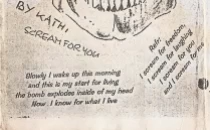 BY KATHI
SCREAM FOR YOU
Slowly I wake up this morning
and this is my start for living
the bomb explodes inside of my head
Now, I know for what I live
Refr.:
I scream for freedom,
I scream for laughing
I scream for you
and I scream for me